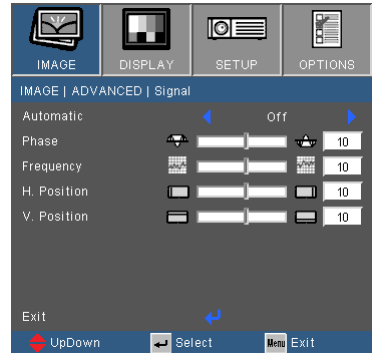 IMAGE DISPLAY SETUP OPTIONS
IMAGE | ADVANCED | Signal
Automatic Off
Phase 10
Frequency 10
H. Position 10
V. Position 10
Exit
UpDown Select Menu Exit